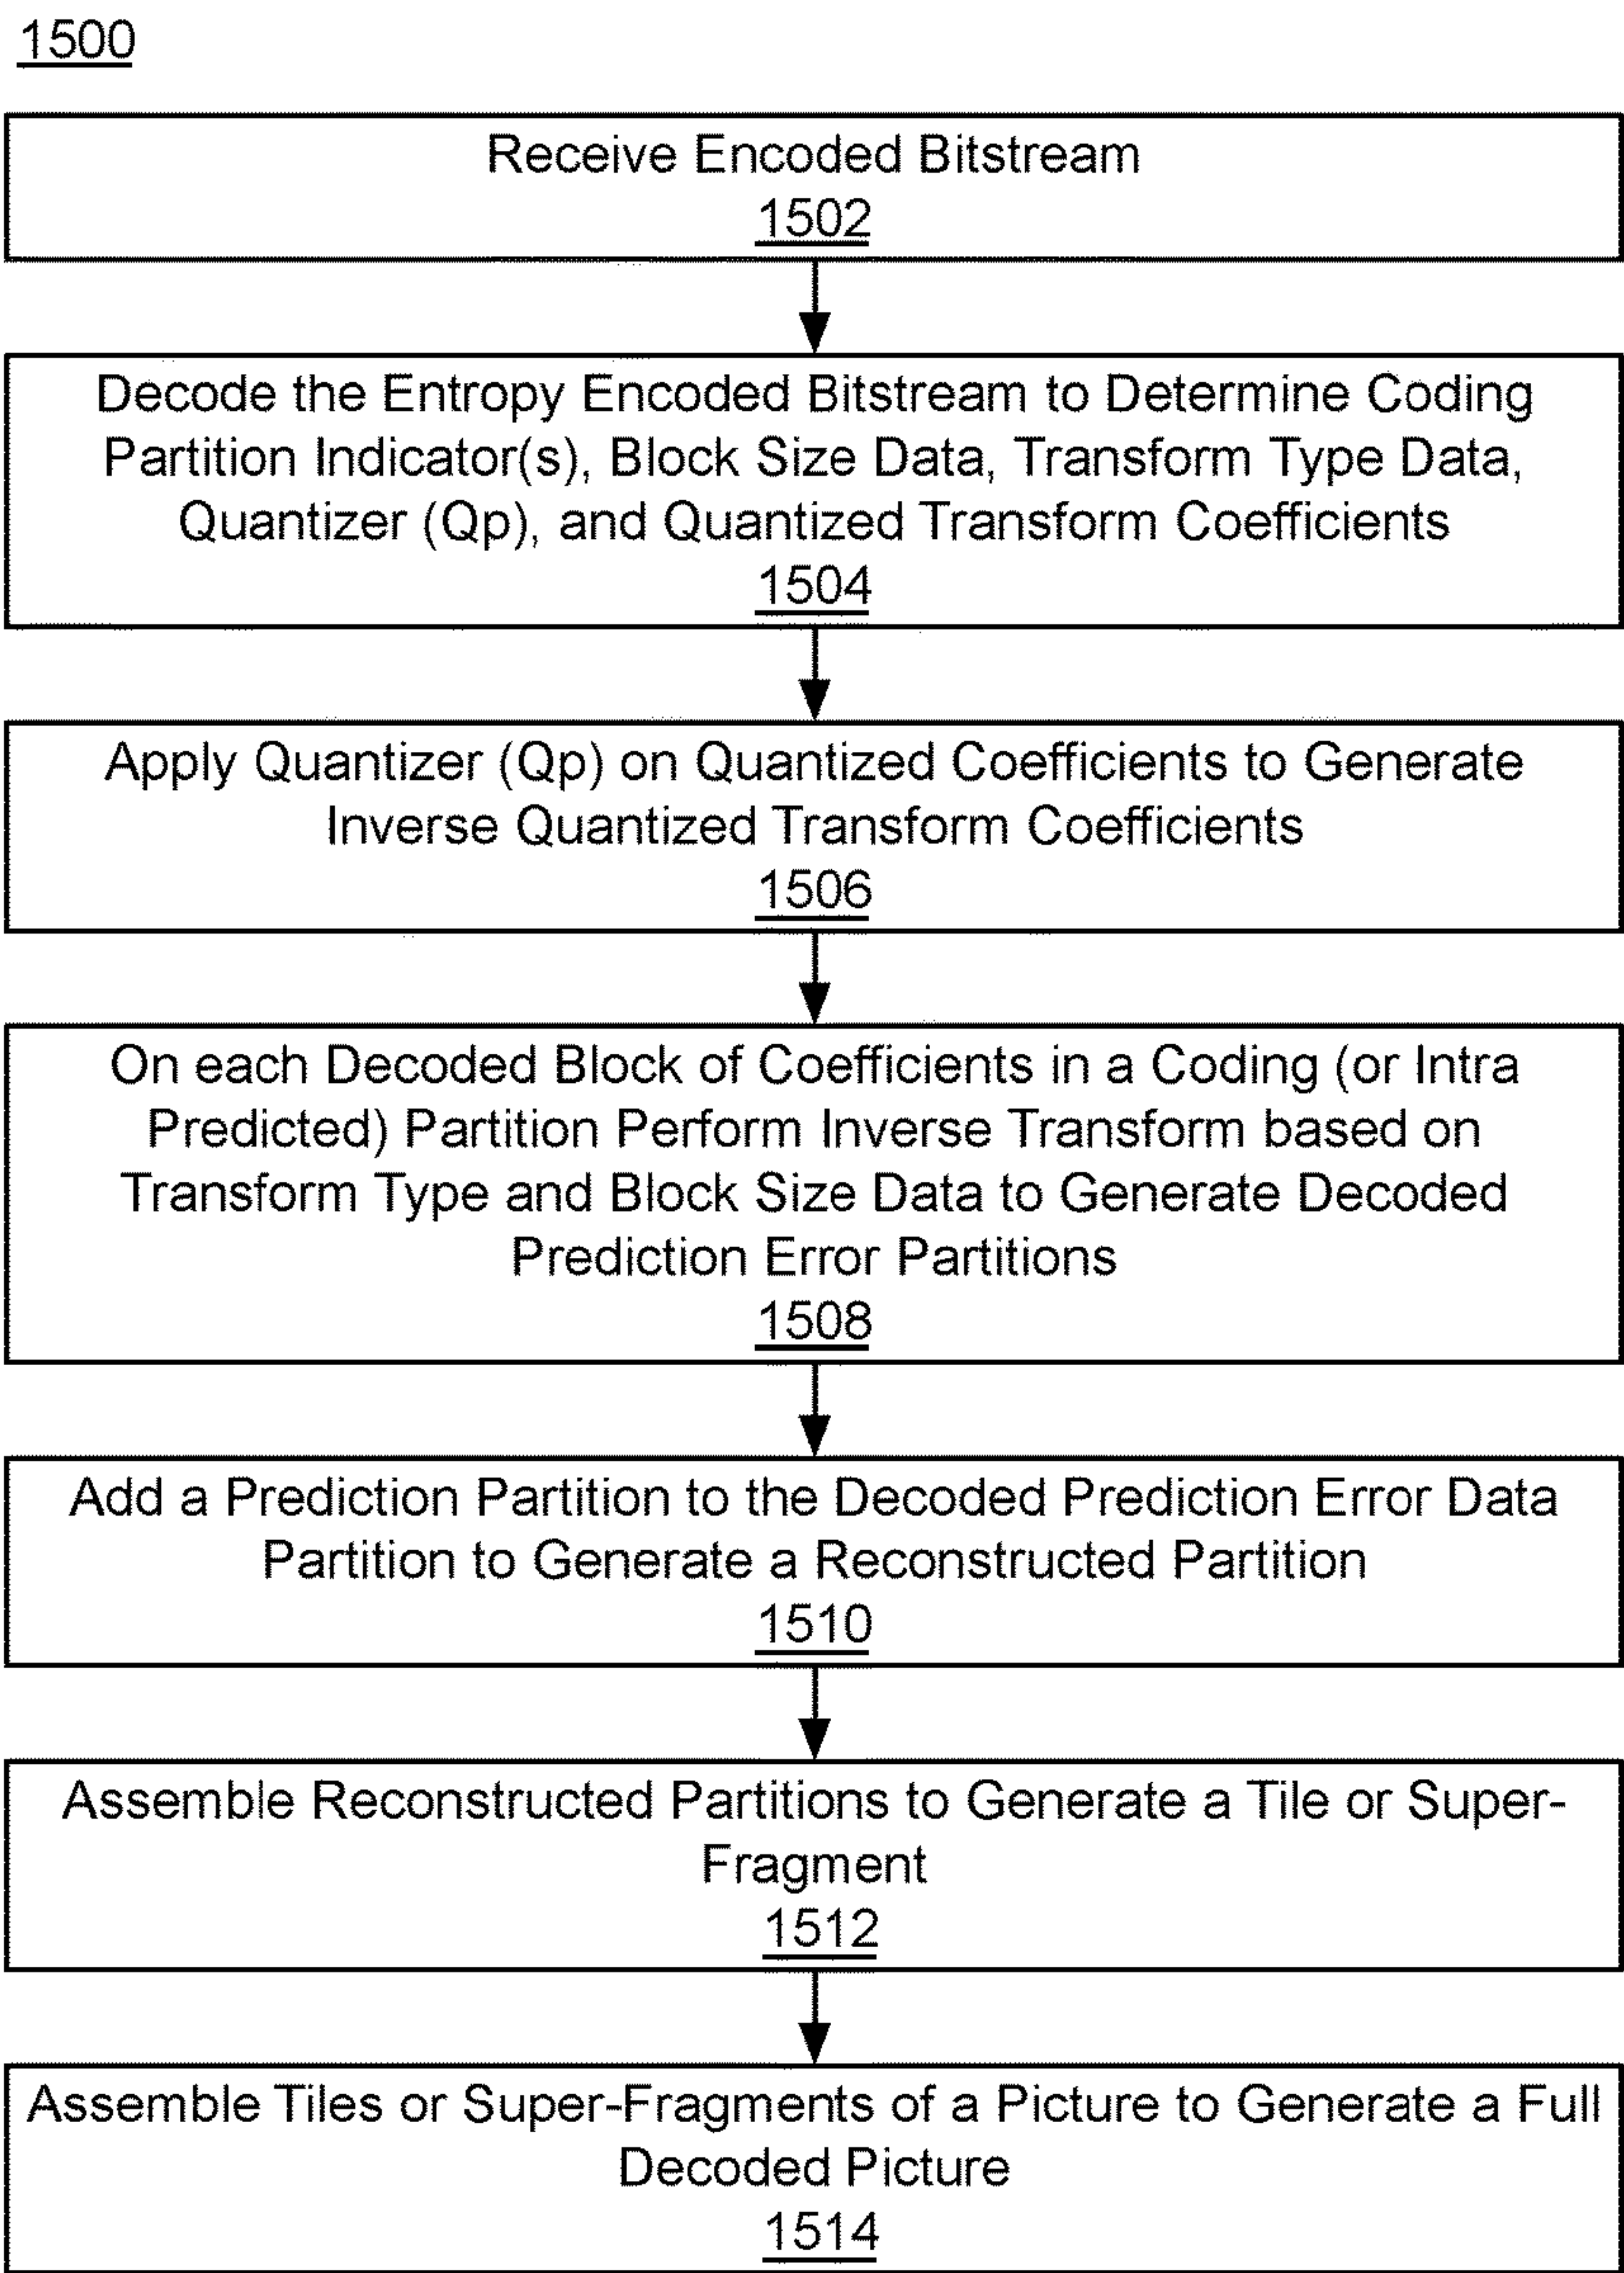 1500
Receive Encoded Bitstream
1502
Decode the Entropy Encoded Bitstream to Determine Coding
Partition Indicator(s), Block Size Data, Transform Type Data,
Quantizer (Qp), and Quantized Transform Coefficients
1504
Apply Quantizer (Qp) on Quantized Coefficients to Generate
Inverse Quantized Transform Coefficients
1506
On each Decoded Block of Coefficients in a Coding (or Intra
Predicted) Partition Perform Inverse Transform based on
Transform Type and Block Size Data to Generate Decoded
Prediction Error Partitions
1508
Add a Prediction Partition to the Decoded Prediction Error Data
Partition to Generate a Reconstructed Partition
1510
Assemble Reconstructed Partitions to Generate a Tile or Super-
Fragment
1512
Assemble Tiles or Super-Fragments of a Picture to Generate a Full
Decoded Picture
1514